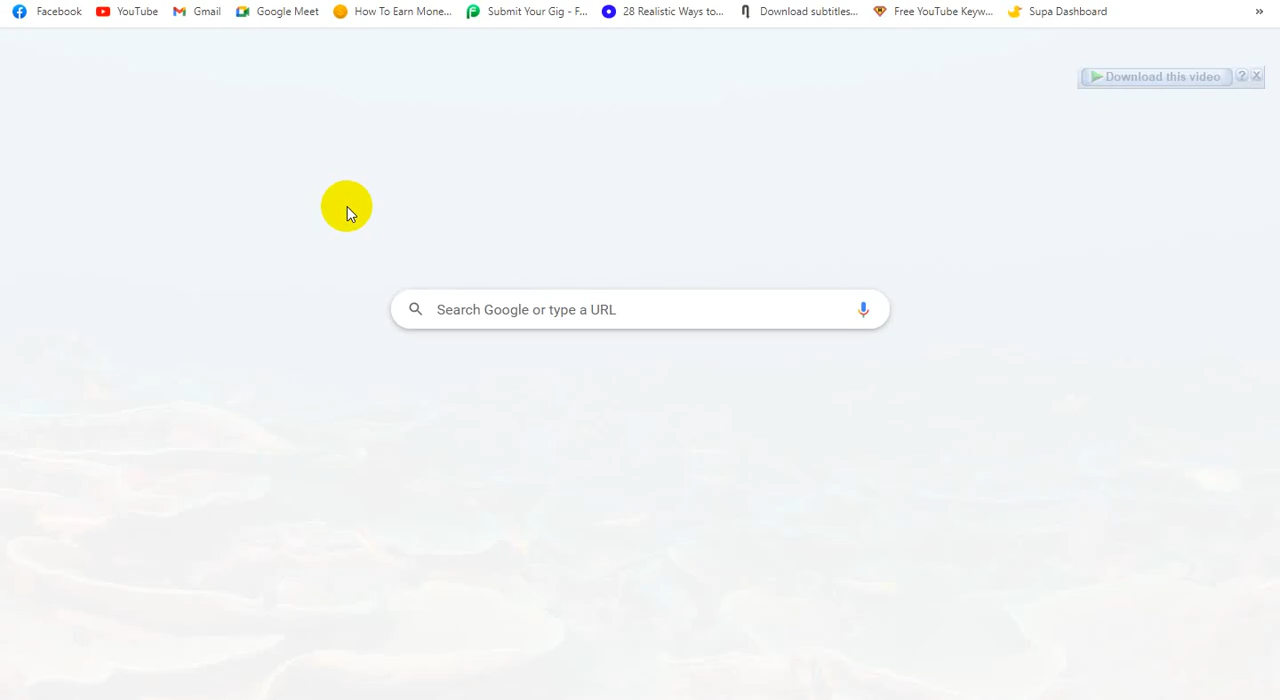 Facebook YouTube Gmail Google Meet How To Earn Mone... Submit Your Gig - F... 28 Realistic Ways to... Download subtitles... Free YouTube Keyw... Supa Dashboard »
Download this video ? X
Search Google or type a URL